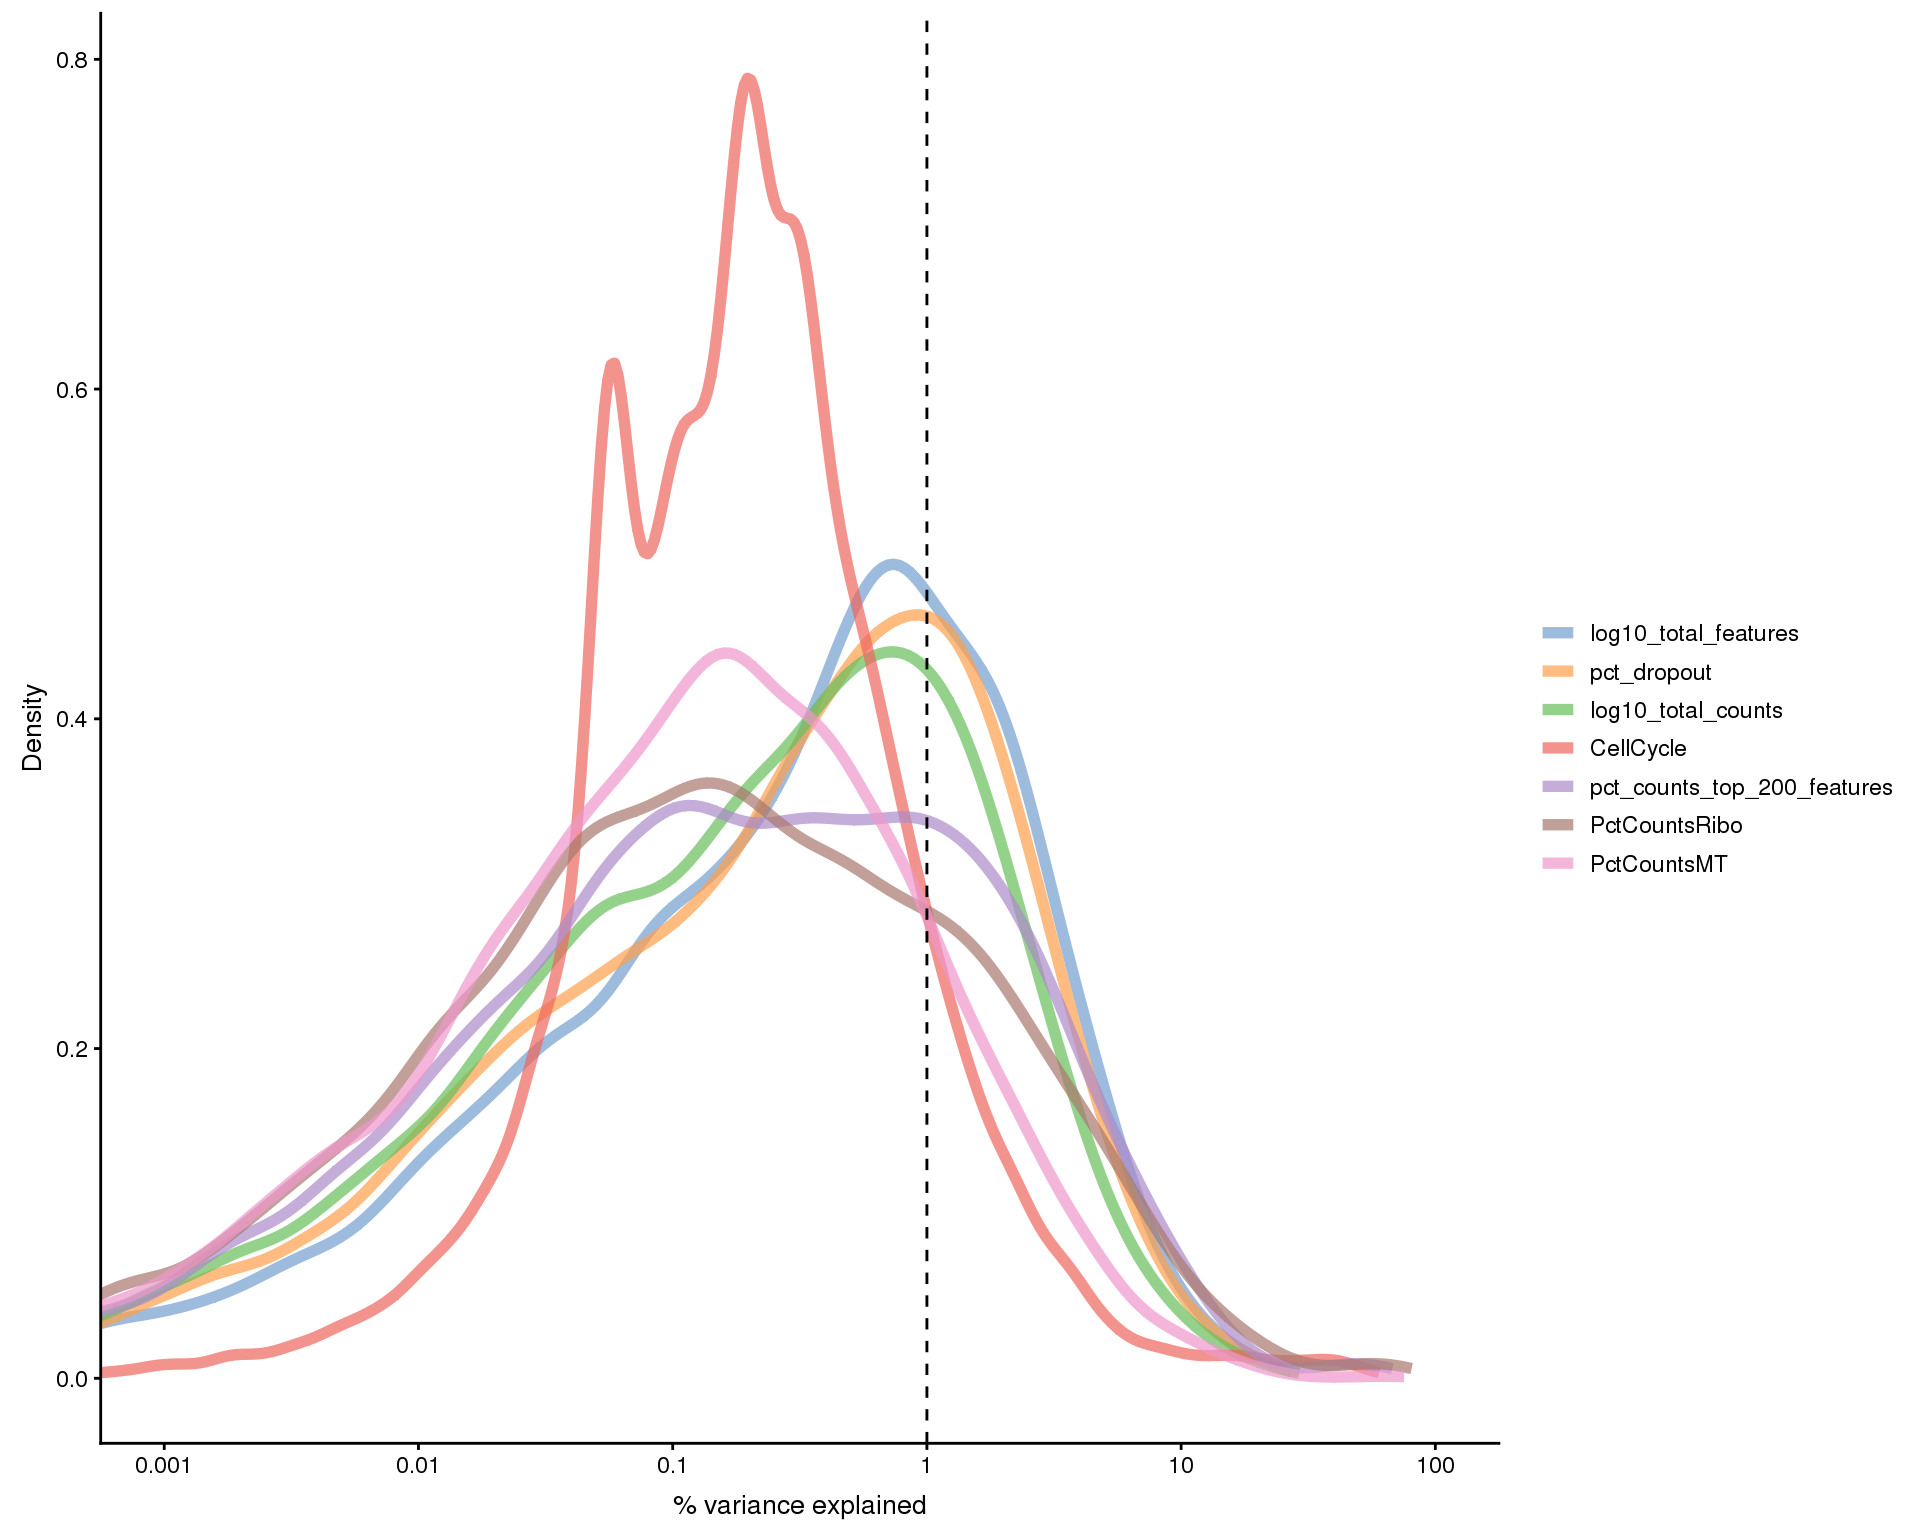 0.8
0.6
0.4
0.2
0.0
Density
0.001
0.01
0.1
1
10
100
% variance explained
log10_total_features
pct_dropout
log10_total_counts
CellCycle
pct_counts_top_200_features
PctCountsRibo
PctCountsMT